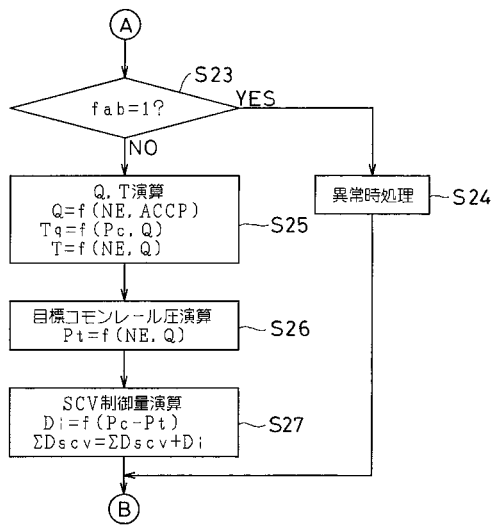 A
S23
fab=1?
YES
NO
Q,T演算
Q=f(NE,ACCP)
Tq=f(Pc,Q)
T=f(NE,Q)
S25
異常時処理
S24
目標コモンレール圧演算
Pt=f(NE,Q)
S26
SCV制御量演算
Di=f(Pc-Pt)
ΣDscv=ΣDscv+Di
S27
B